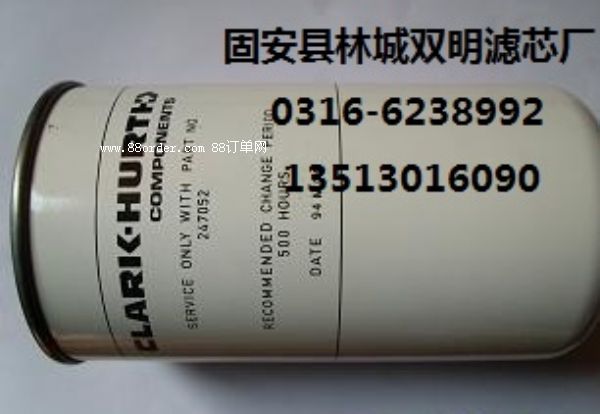 固安县林城双明滤芯厂
0316-6238992
13513016090
www.88order.com 88订单网
CLARK-HURTH
COMPONENTS
SERVICE ONLY WITH PART NO
247052
RECOMMENDED CHANGE PERIOD
500 HOURS
DATE 94